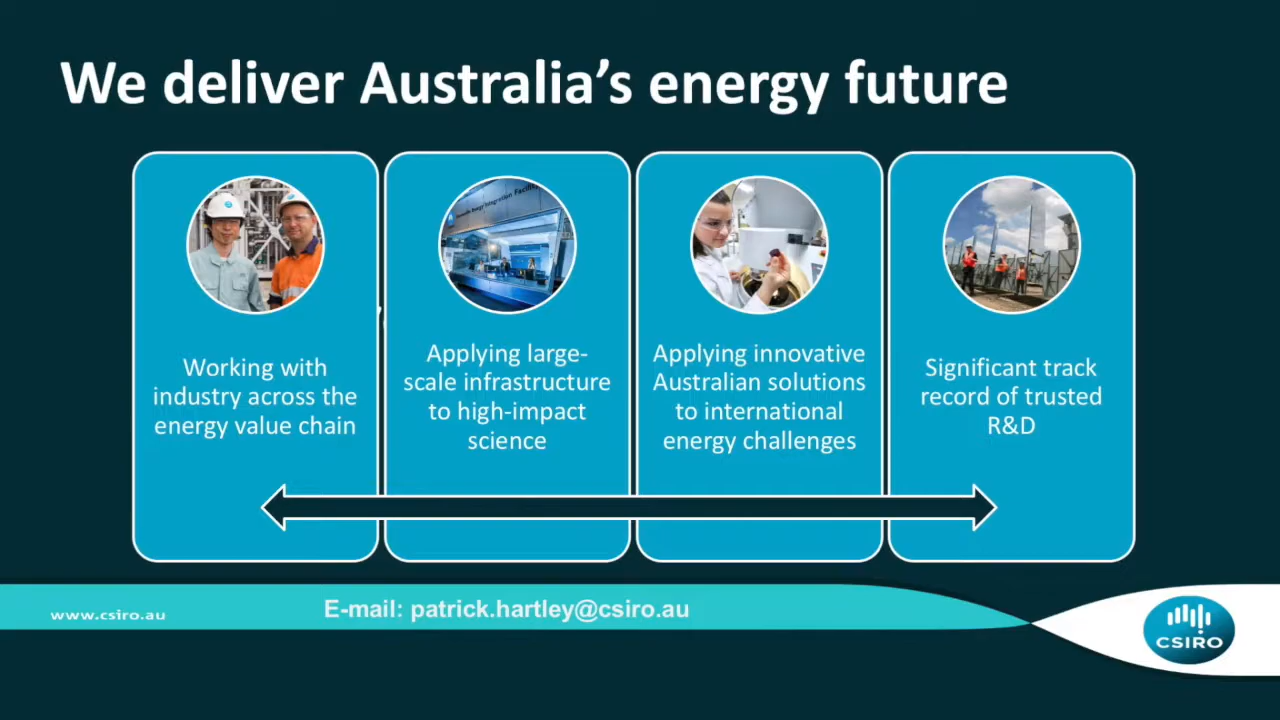 We deliver Australia’s energy future
Working with
industry across the
energy value chain
Applying large-
scale infrastructure
to high-impact
science
Applying innovative
Australian solutions
to international
energy challenges
Significant track
record of trusted
R&D
www.csiro.au
E-mail: patrick.hartley@csiro.au
CSIRO